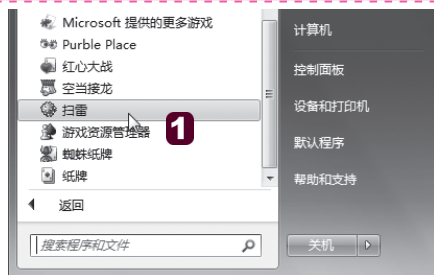 Microsoft 提供的更多游戏
Purble Place
红心大战
空当接龙
扫雷
游戏资源管理器
蜘蛛纸牌
纸牌
返回
搜索程序和文件
计算机
控制面板
设备和打印机
默认程序
帮助和支持
关机
1